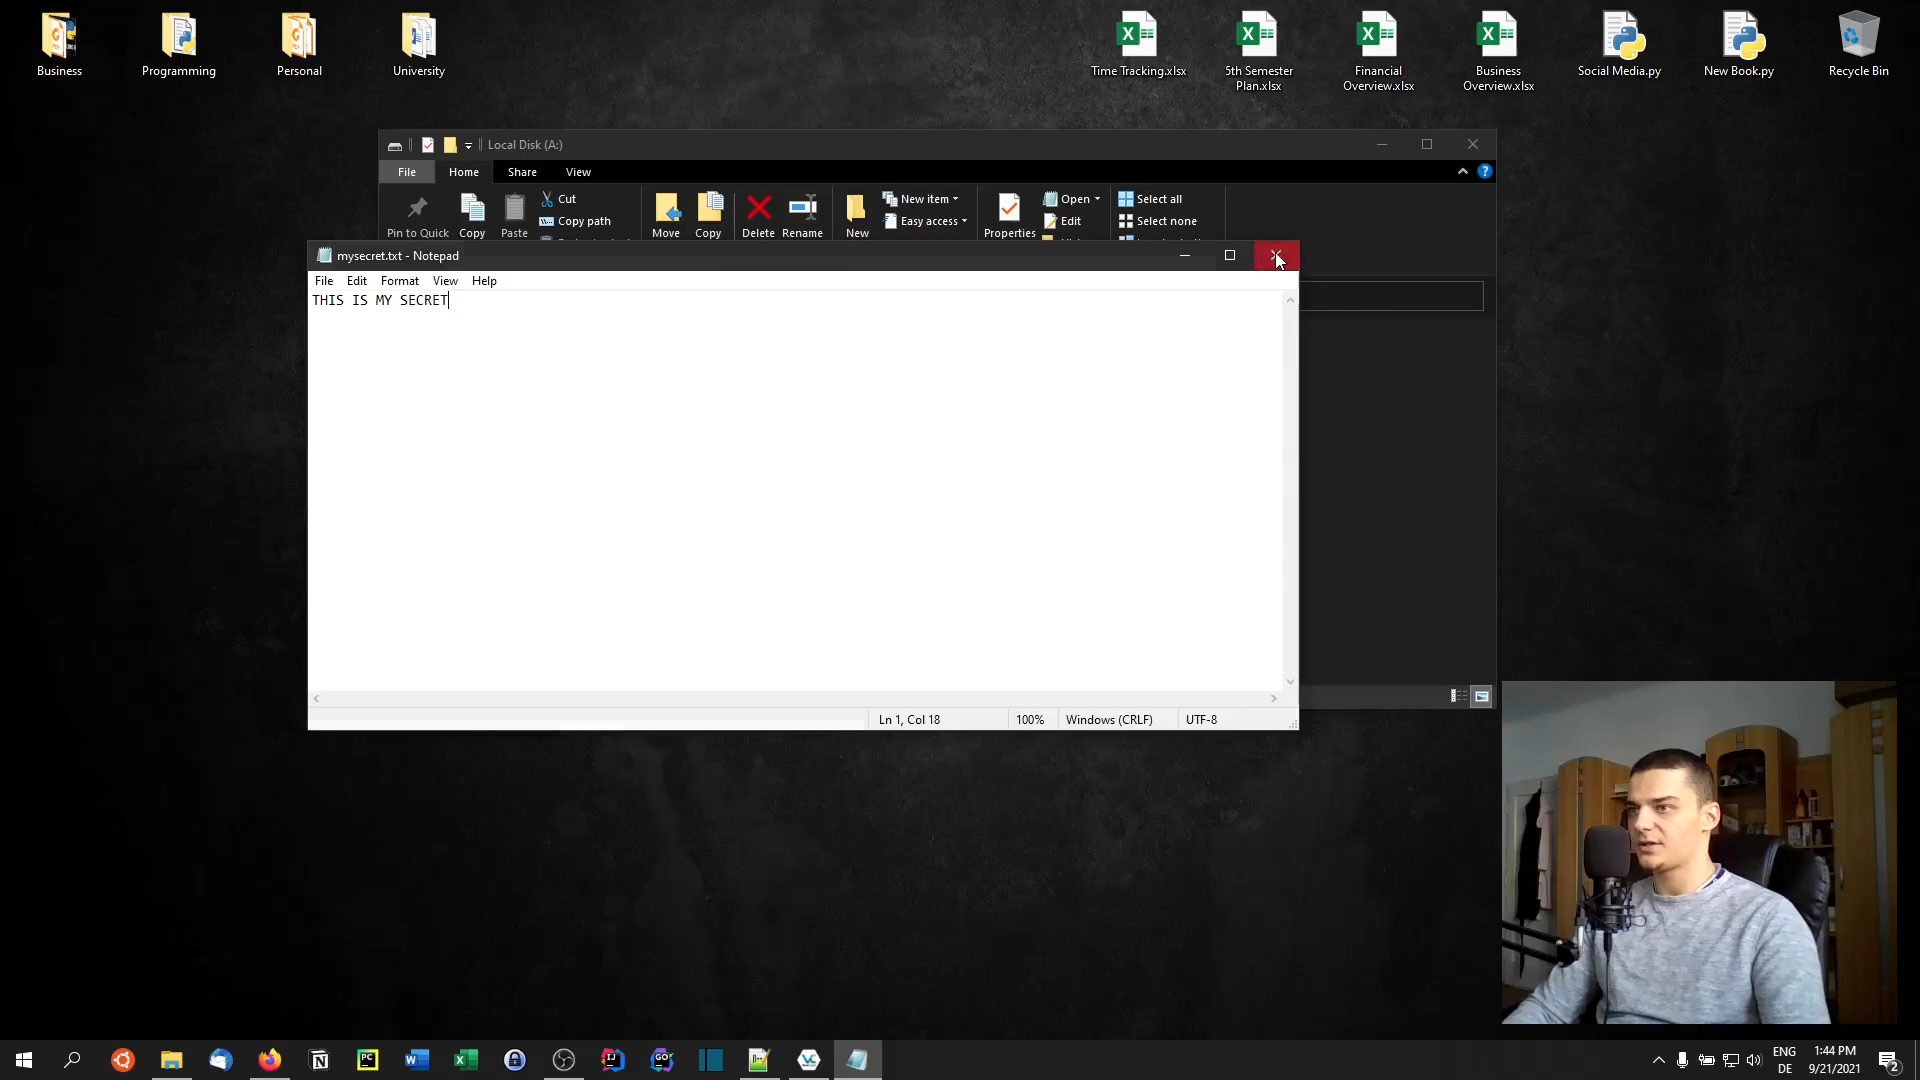 Business
Programming
Personal
University
Time Tracking.xlsx
5th Semester
Plan.xlsx
Financial
Overview.xlsx
Business
Overview.xlsx
Social Media.py
New Book.py
Recycle Bin
Local Disk (A:)
File Home Share View
Pin to Quick
Copy
Paste
Cut
Copy path
Move
Copy
Delete
Rename
New
New item
Easy access
Properties
Open
Edit
Select all
Select none
mysecret.txt - Notepad
File Edit Format View Help
THIS IS MY SECRET
Ln 1, Col 18 100% Windows (CRLF) UTF-8
ENG
DE
1:44 PM
9/21/2021
2